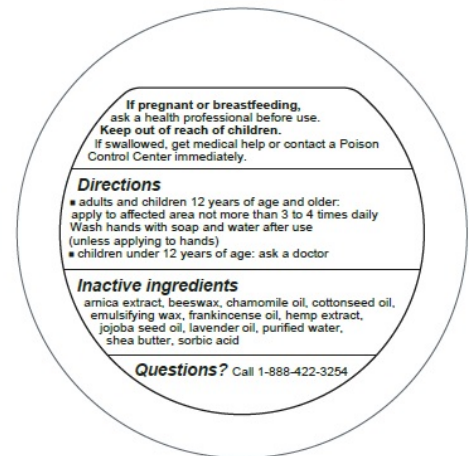 If pregnant or breastfeeding,
ask a health professional before use.
Keep out of reach of children.
If swallowed, get medical help or contact a Poison
Control Center immediately.
Directions
▪ adults and children 12 years of age and older:
apply to affected area not more than 3 to 4 times daily
Wash hands with soap and water after use
(unless applying to hands)
▪ children under 12 years of age: ask a doctor
Inactive ingredients
arnica extract, beeswax, chamomile oil, cottonseed oil,
emulsifying wax, frankincense oil, hemp extract,
jojoba seed oil, lavender oil, purified water,
shea butter, sorbic acid
Questions? Call 1-888-422-3254